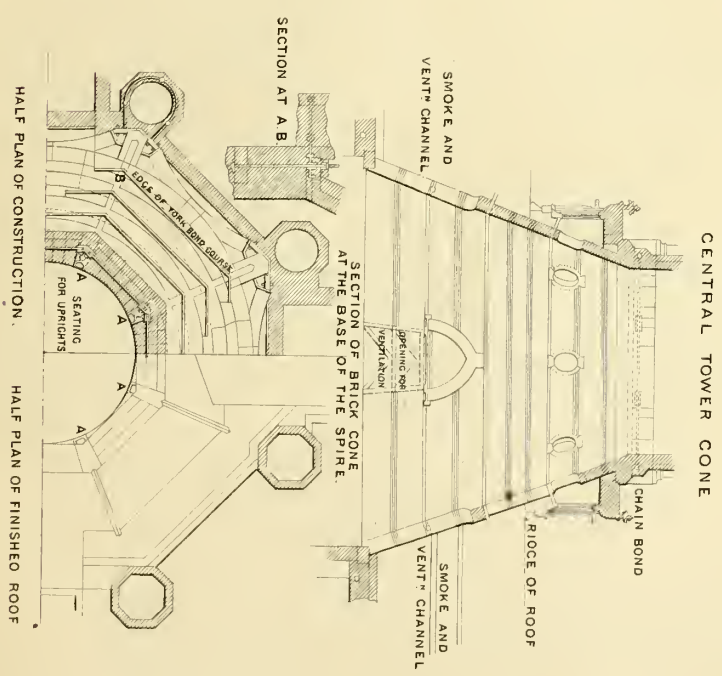 CENTRAL TOWER CONE
CHAIN BOND
RIDGE OF ROOF
SMOKE AND
VENTN CHANNEL
SMOKE AND
VENTN CHANNEL
OPENING FOR
VENTILATION
SECTION OF BRICK CONE
AT THE BASE OF THE SPIRE.
SECTION AT A.B
B
EDGE OF YORK BOND COURSE
A
A
A
A
SEATING
FOR UPRIGHTS
HALF PLAN OF CONSTRUCTION.
HALF PLAN OF FINISHED ROOF